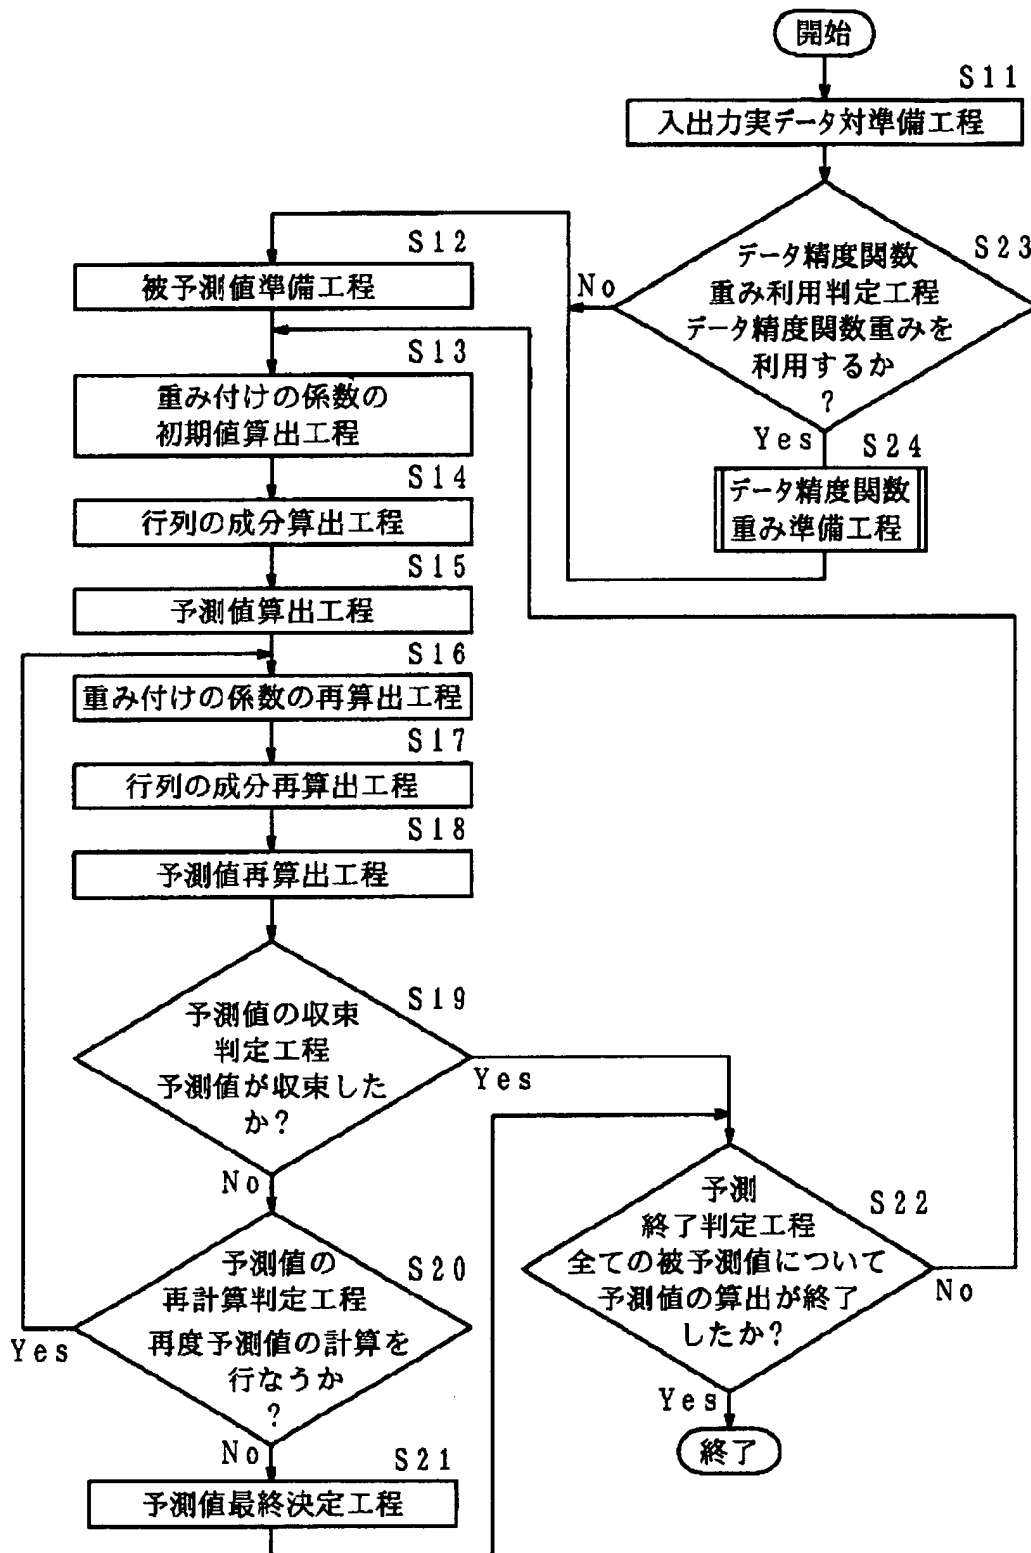 開始
S11
入出力実データ対準備工程
S23
データ精度関数
重み利用判定工程
データ精度関数重みを
利用するか
?
No
Yes
S24
データ精度関数
重み準備工程
S12
被予測値準備工程
S13
重み付けの係数の
初期値算出工程
S14
行列の成分算出工程
S15
予測値算出工程
S16
重み付けの係数の再算出工程
S17
行列の成分再算出工程
S18
予測値再算出工程
S19
予測値の収束
判定工程
予測値が収束した
か?
Yes
No
S20
予測値の
再計算判定工程
再度予測値の計算を
行なうか
?
Yes
No
S21
予測値最終決定工程
S22
予測
終了判定工程
全ての被予測値について
予測値の算出が終了
したか?
No
Yes
終了